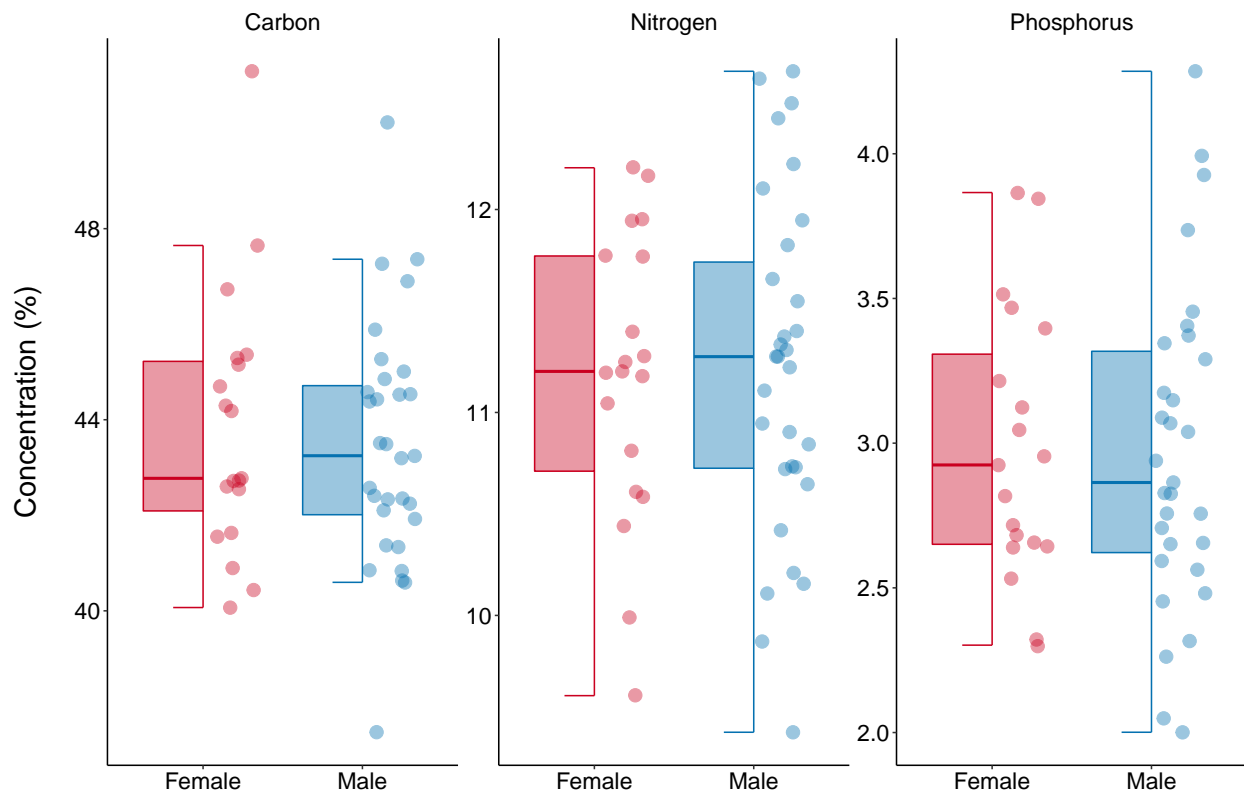 Carbon
Nitrogen
Phosphorus
Concentration (%)
48
44
40
12
11
10
4.0
3.5
3.0
2.5
2.0
Female
Male
Female
Male
Female
Male